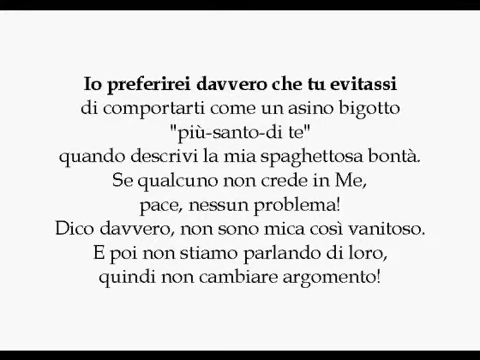 Io preferirei davvero che tu evitassi
di comportarti come un asino bigotto
"più-santo-di te"
quando descrivi la mia spaghettosa bontà.
Se qualcuno non crede in Me,
pace, nessun problema!
Dico davvero, non sono mica così vanitoso.
E poi non stiamo parlando di loro,
quindi non cambiare argomento!